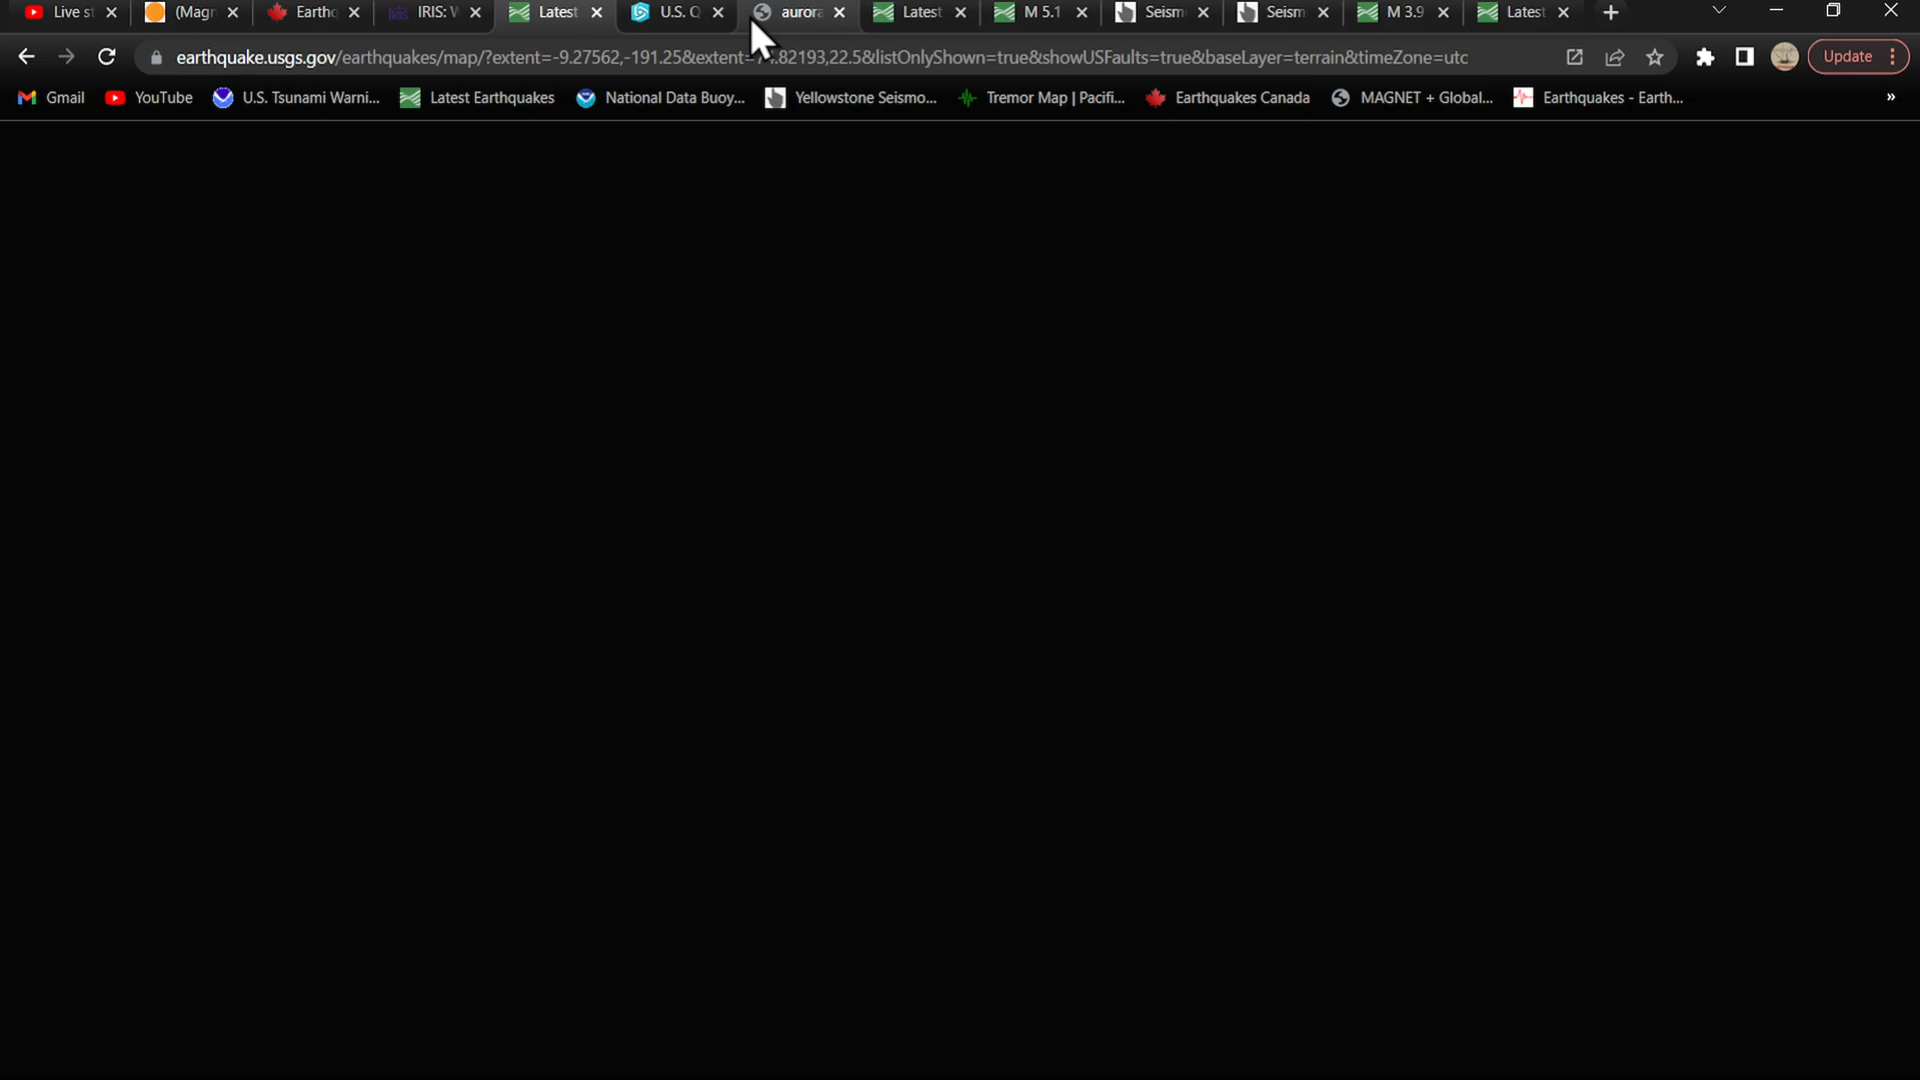 Live st (Magn Earthq IRIS: W Latest U.S. Q aurora Latest M 5.1 Seism Seism M 3.9 Latest
earthquake.usgs.gov/earthquakes/map/?extent=-9.27562,-191.25&extent= .82193,22.5&listOnlyShown=true&showUSFaults=true&baseLayer=terrain&timeZone=utc Update
Gmail YouTube U.S. Tsunami Warni... Latest Earthquakes National Data Buoy... Yellowstone Seismo... Tremor Map | Pacifi... Earthquakes Canada MAGNET + Global... Earthquakes - Earth... »